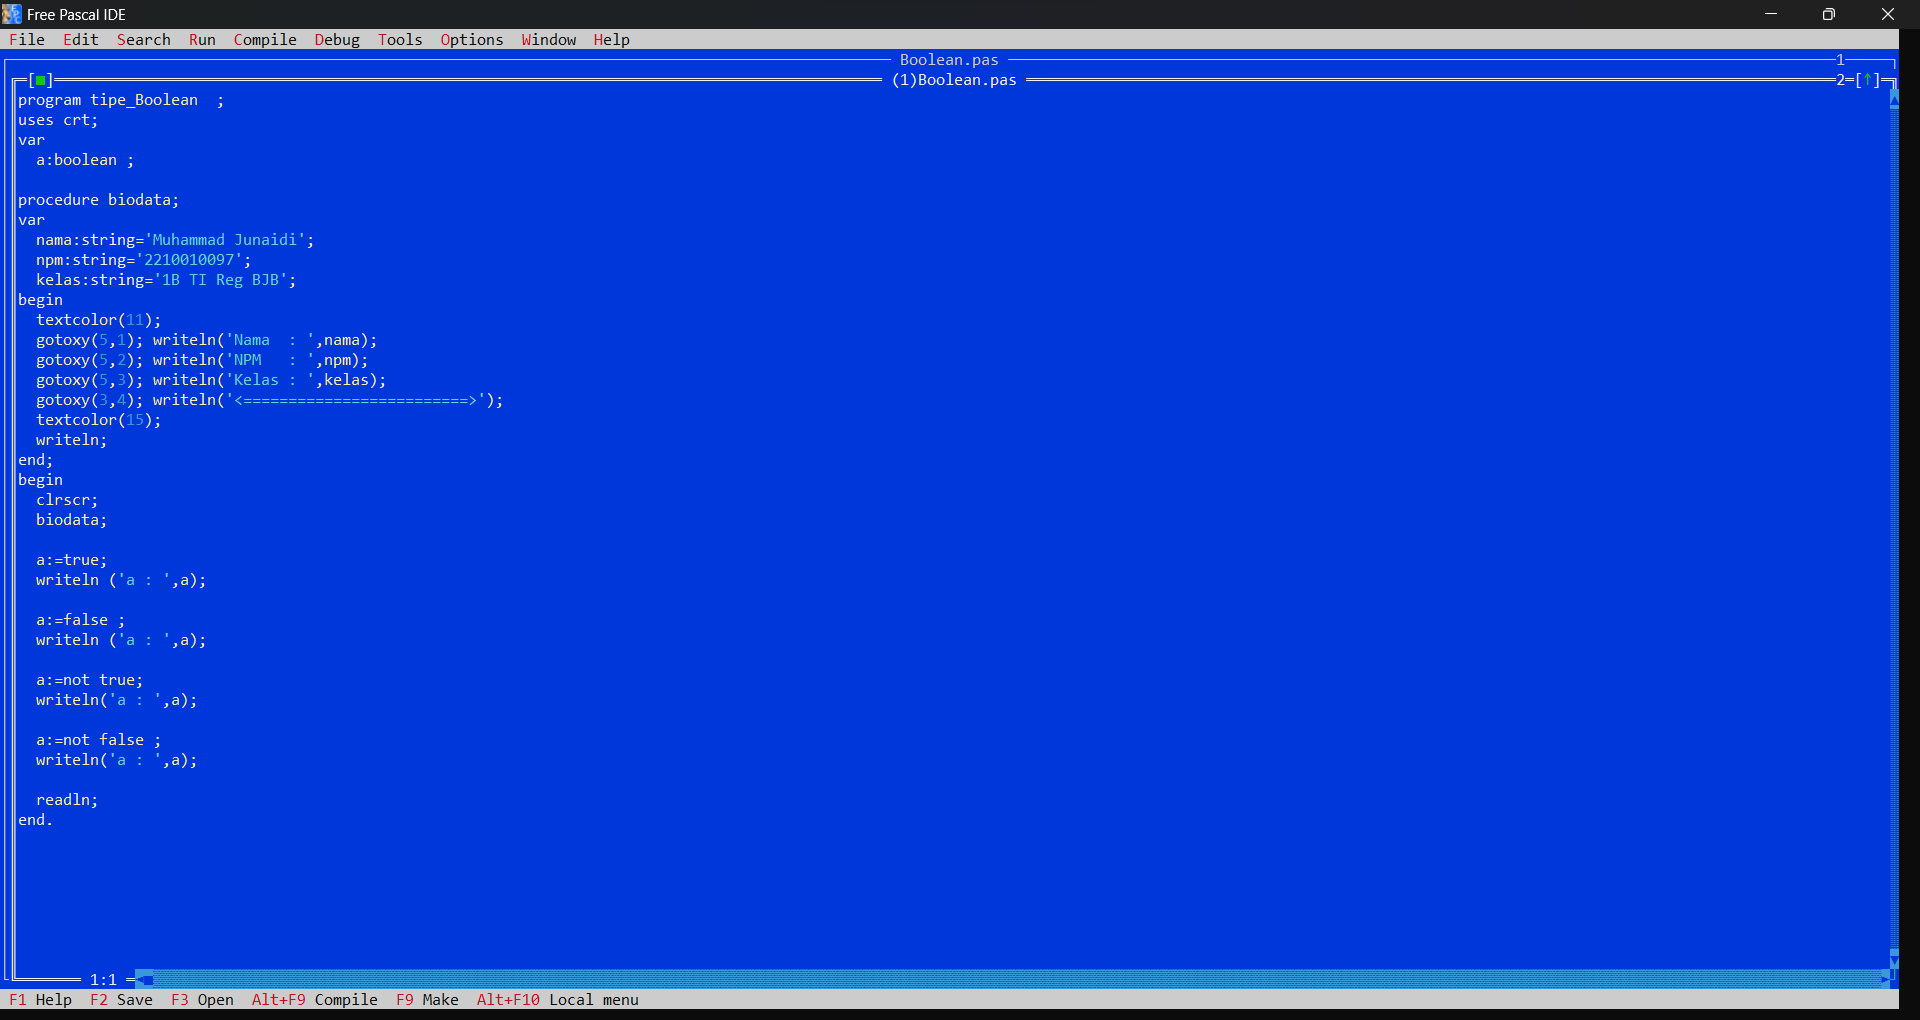 Free Pascal IDE
File Edit Search Run Compile Debug Tools Options Window Help
Boolean.pas 1
[■] (1)Boolean.pas 2=[↑]
program tipe_Boolean  ;
uses crt;
var
  a:boolean ;
procedure biodata;
var
  nama:string='Muhammad Junaidi';
  npm:string='2210010097';
  kelas:string='1B TI Reg BJB';
begin
  textcolor(11);
  gotoxy(5,1); writeln('Nama  : ',nama);
  gotoxy(5,2); writeln('NPM   : ',npm);
  gotoxy(5,3); writeln('Kelas : ',kelas);
  gotoxy(3,4); writeln('<=========================>');
  textcolor(15);
  writeln;
end;
begin
  clrscr;
  biodata;
  a:=true;
  writeln ('a : ',a);
  a:=false ;
  writeln ('a : ',a);
  a:=not true;
  writeln('a : ',a);
  a:=not false ;
  writeln('a : ',a);
  readln;
end.
1:1
F1 Help F2 Save F3 Open Alt+F9 Compile F9 Make Alt+F10 Local menu